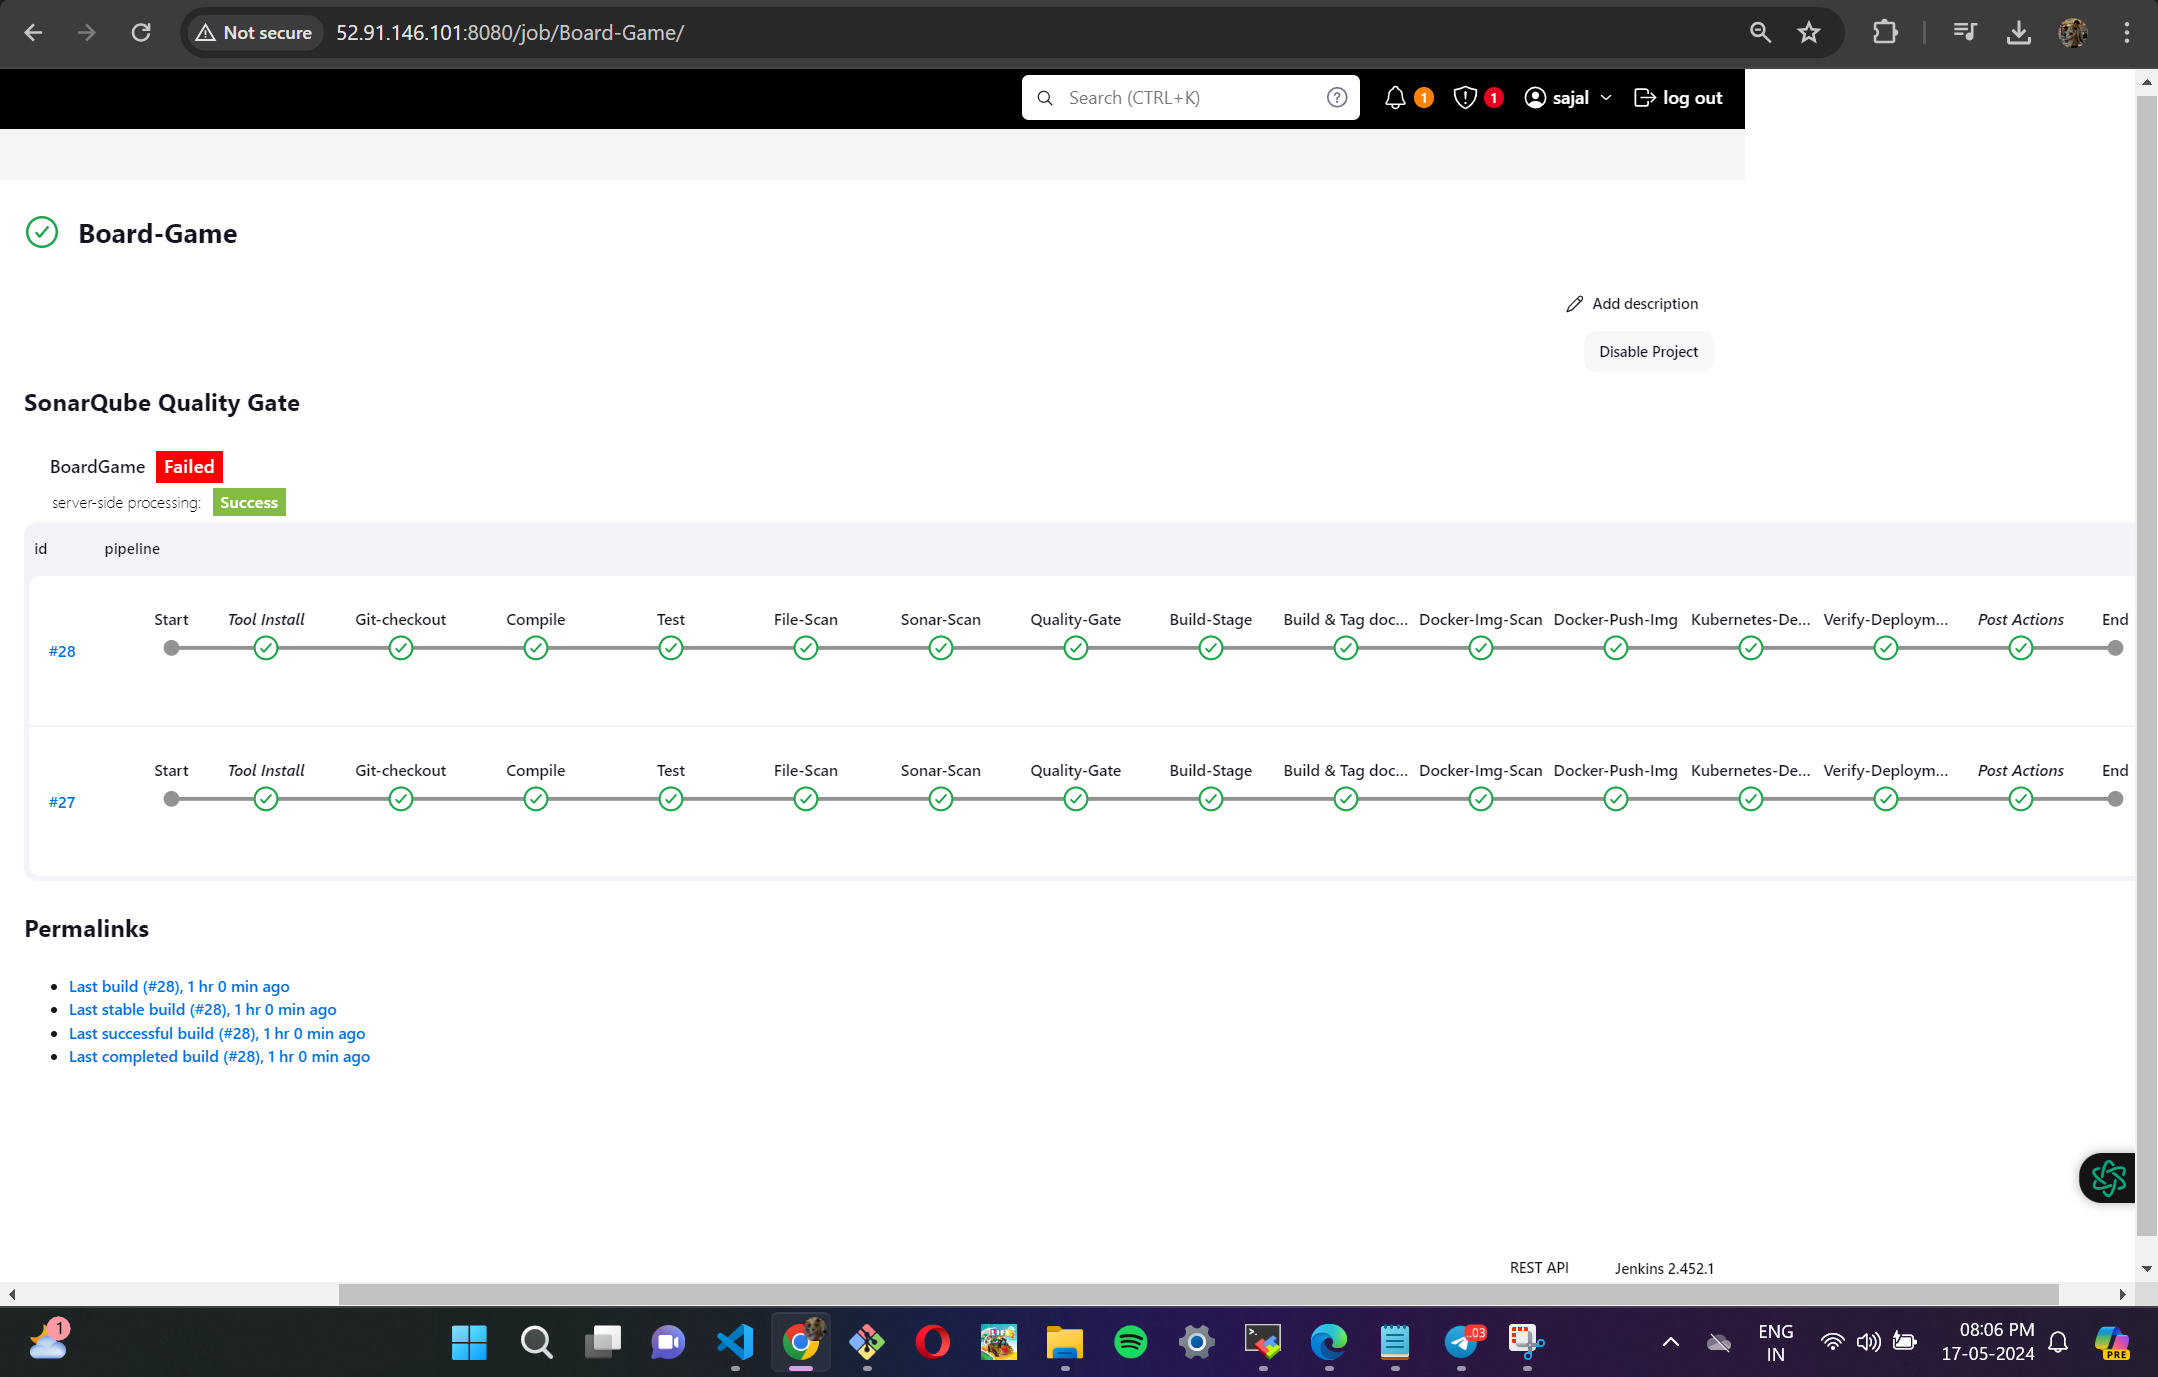 Not secure 52.91.146.101:8080/job/Board-Game/
Search (CTRL+K) 1 1 sajal log out
Board-Game
Add description
Disable Project
SonarQube Quality Gate
BoardGame Failed
server-side processing: Success
id pipeline
Start Tool Install Git-checkout Compile Test File-Scan Sonar-Scan Quality-Gate Build-Stage Build & Tag doc... Docker-Img-Scan Docker-Push-Img Kubernetes-De... Verify-Deploym... Post Actions End
#28
Start Tool Install Git-checkout Compile Test File-Scan Sonar-Scan Quality-Gate Build-Stage Build & Tag doc... Docker-Img-Scan Docker-Push-Img Kubernetes-De... Verify-Deploym... Post Actions End
#27
Permalinks
Last build (#28), 1 hr 0 min ago
Last stable build (#28), 1 hr 0 min ago
Last successful build (#28), 1 hr 0 min ago
Last completed build (#28), 1 hr 0 min ago
REST API Jenkins 2.452.1
1 ..03 ENG 08:06 PM
IN 17-05-2024 PRE